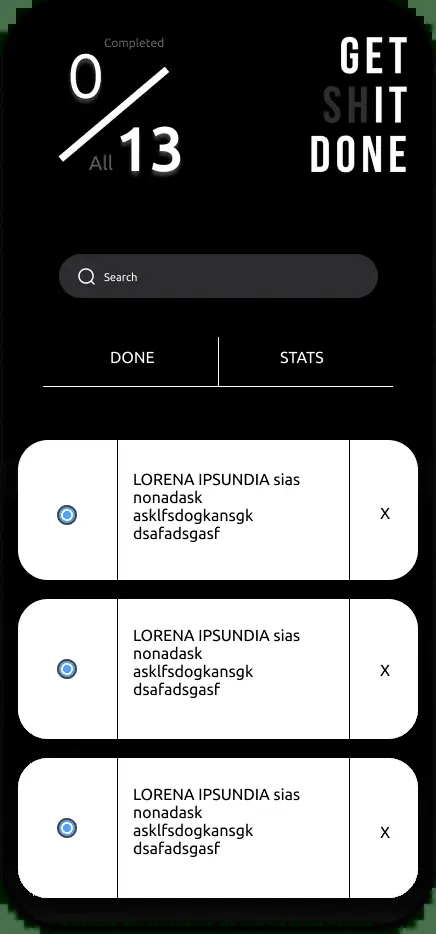 Completed
0
All 13
GET
SHIT
DONE
Search
DONE
STATS
LORENA IPSUNDIA sias
nonadask
asklfsdogkansgk
dsafadsgasf
X
LORENA IPSUNDIA sias
nonadask
asklfsdogkansgk
dsafadsgasf
X
LORENA IPSUNDIA sias
nonadask
asklfsdogkansgk
dsafadsgasf
X